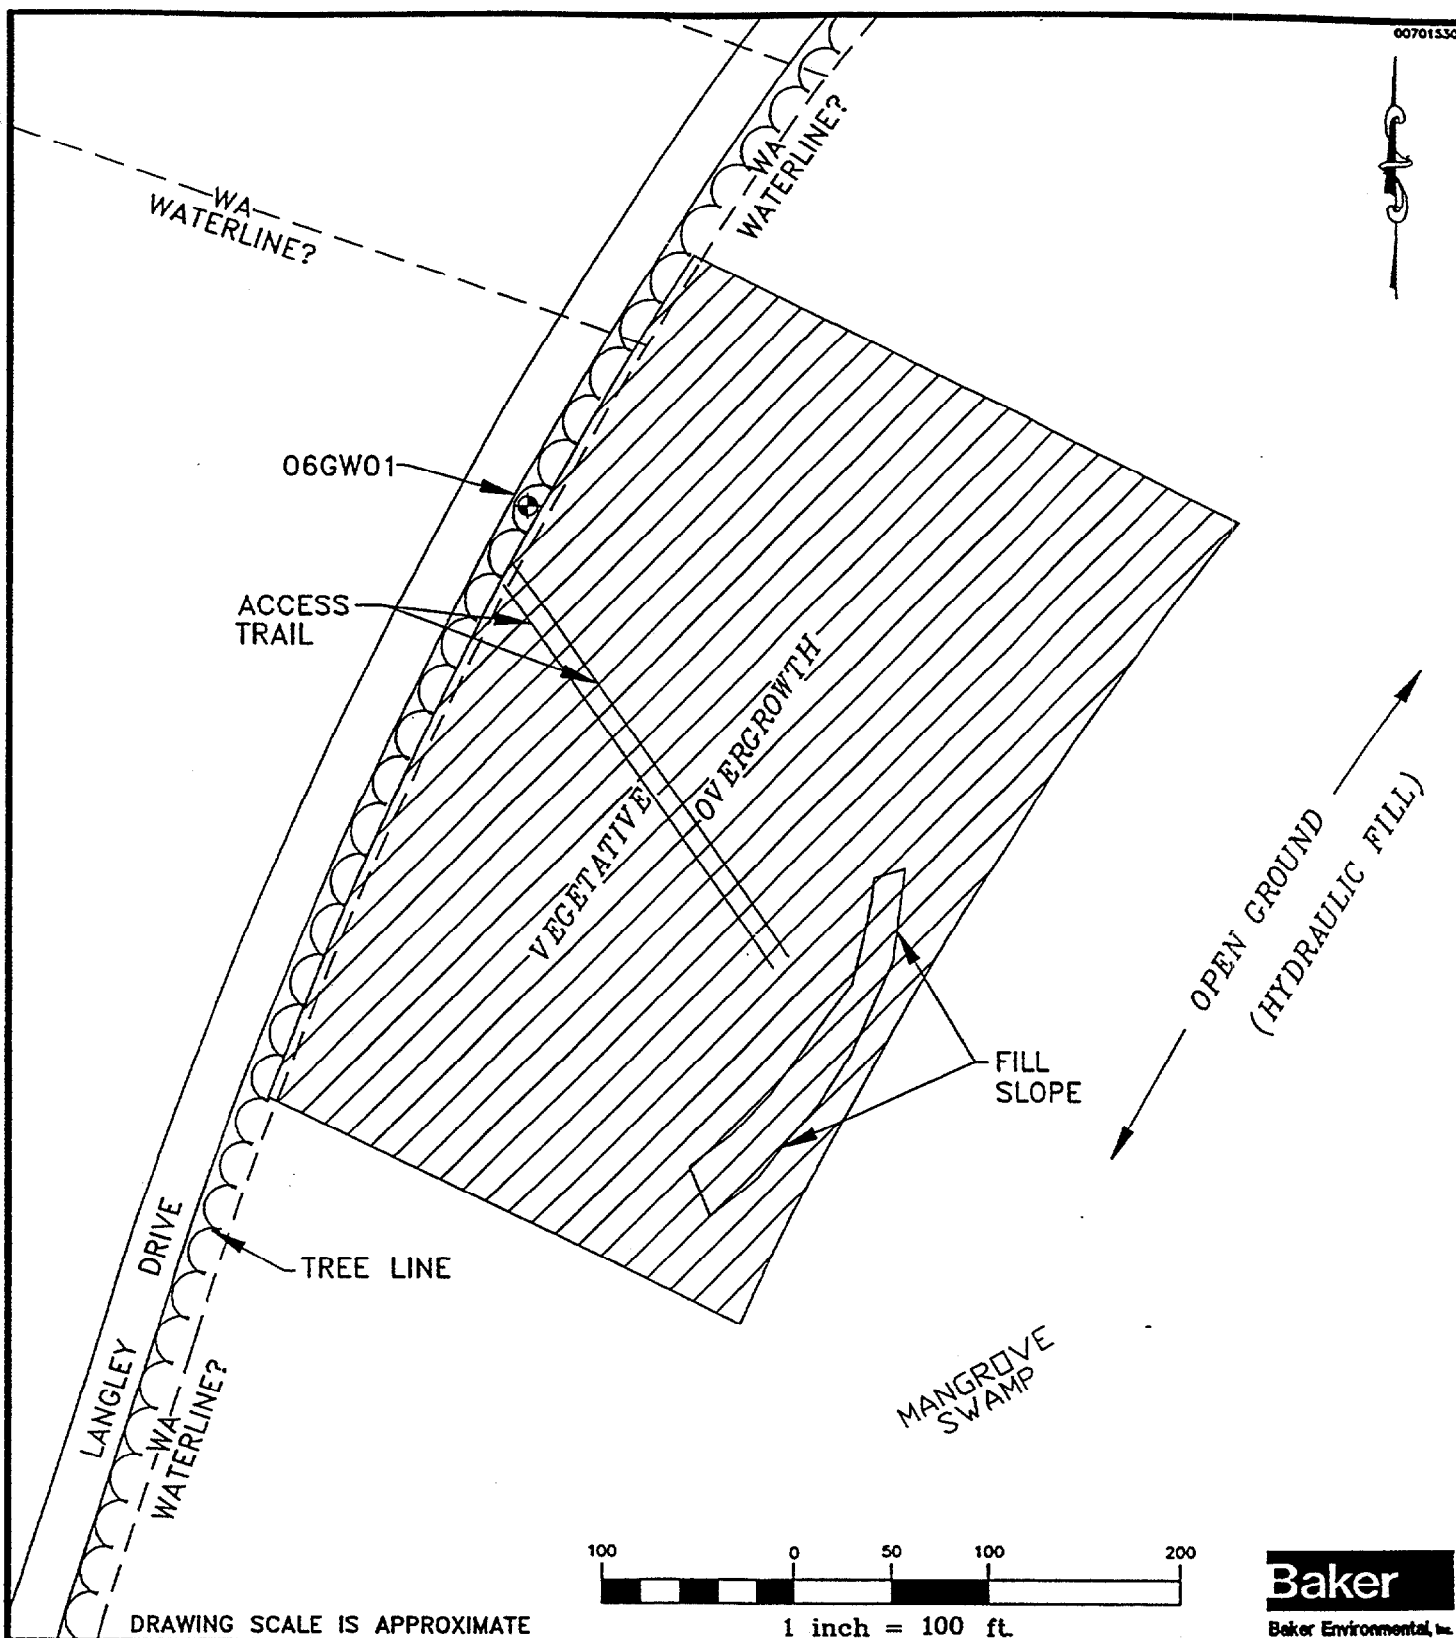 00701530
WA
WATERLINE?
WA
WATERLINE?
06GW01
ACCESS
TRAIL
VEGETATIVE OVERGROWTH
OPEN GROUND
(HYDRAULIC FILL)
FILL
SLOPE
TREE LINE
LANGLEY DRIVE
WA
WATERLINE?
MANGROVE
SWAMP
100 0 50 100 200
1 inch = 100 ft.
DRAWING SCALE IS APPROXIMATE
Baker
Baker Environmental, Inc.